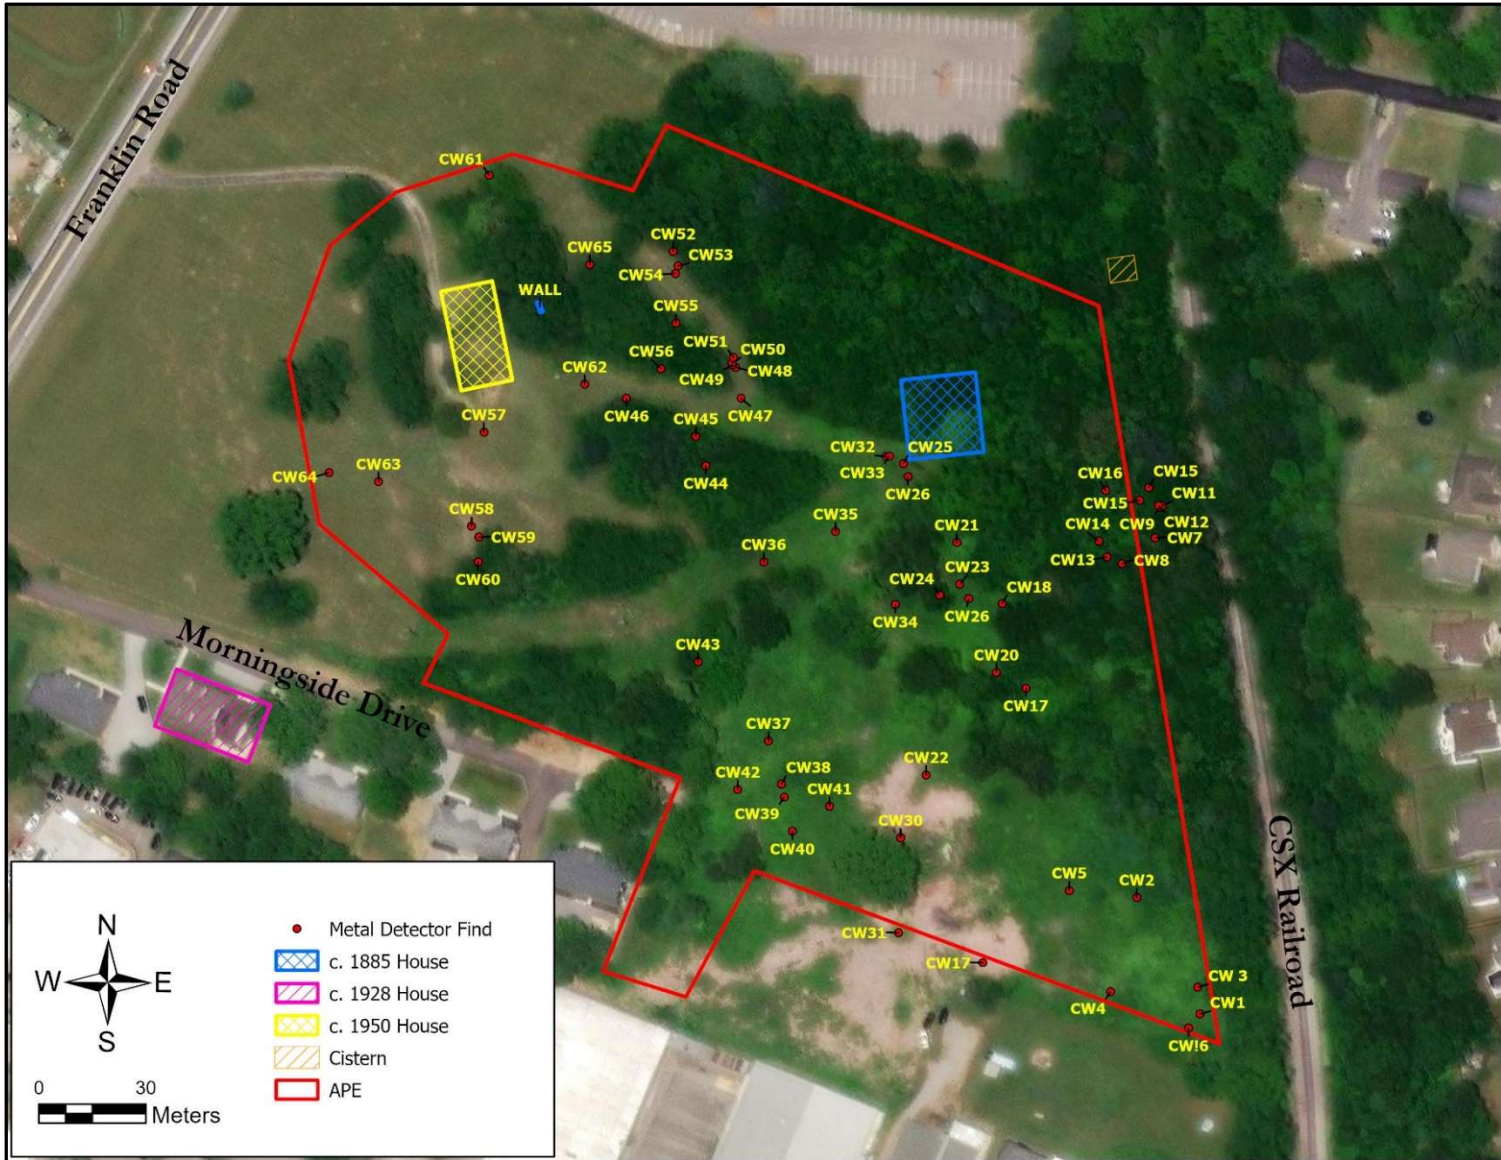 Franklin Road
CW61
CW65
CW52
CW53
CW54
WALL
CW55
CW51
CW50
CW56
CW49
CW48
CW62
CW46
CW47
CW45
CW57
CW44
CW32
CW25
CW33
CW26
CW64
CW63
CW16
CW15
CW15
CW11
CW58
CW59
CW60
CW35
CW36
CW21
CW14
CW9
CW12
CW7
CW13
CW8
CW24
CW23
CW18
CW34
CW26
Morningside Drive
CW43
CW20
CW17
CW37
CW42
CW38
CW39
CW41
CW22
CW40
CW30
CW5
CW2
CSX Railroad
CW31
CW17
CW4
CW 3
CW1
CW!6
N
W
E
S
0 30
Meters
Metal Detector Find
c. 1885 House
c. 1928 House
c. 1950 House
Cistern
APE